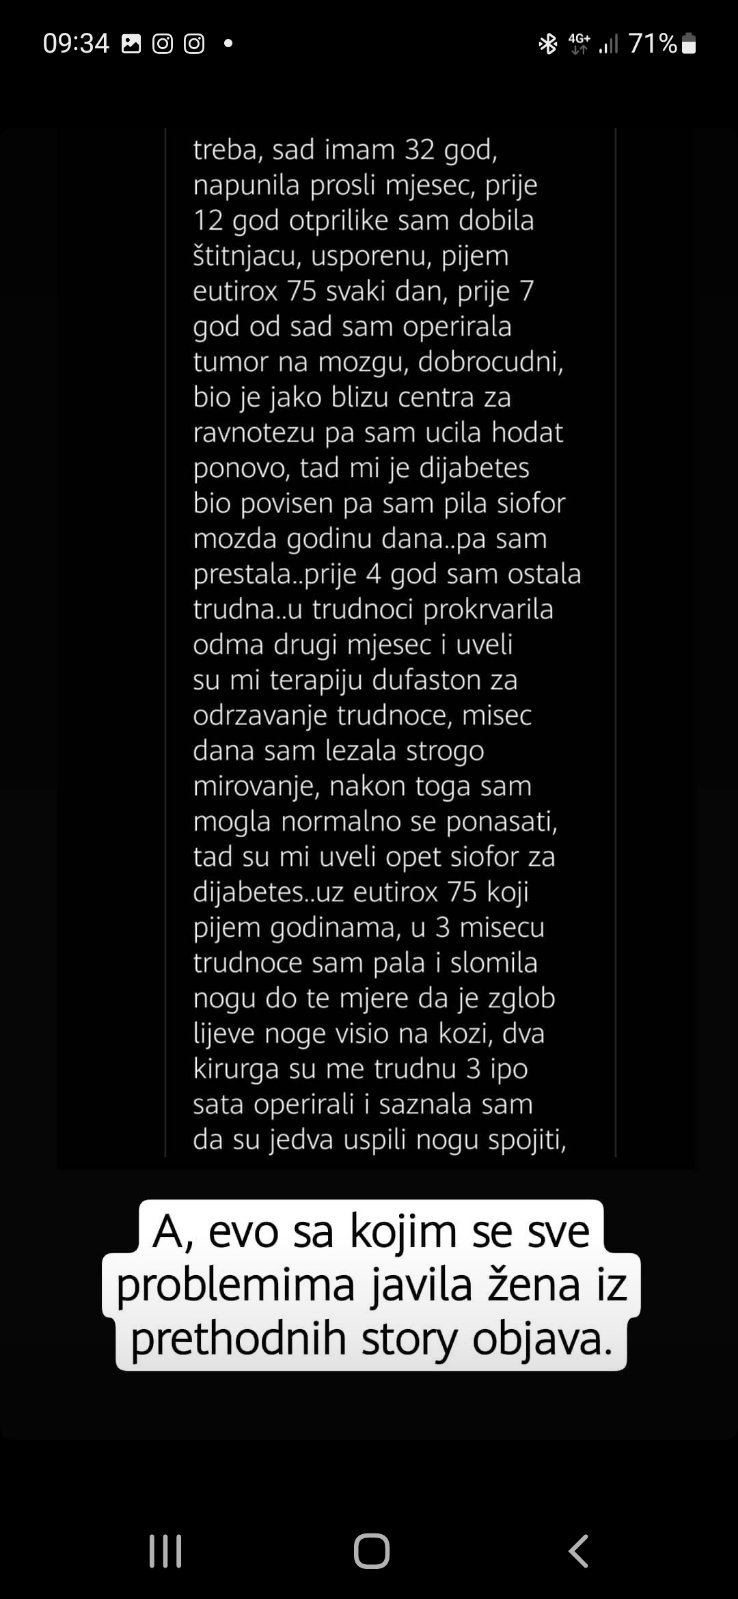 09:34
4G+ 71%
treba, sad imam 32 god,
napunila prosli mjesec, prije
12 god otprilike sam dobila
štitnjacu, usporenu, pijem
eutirox 75 svaki dan, prije 7
god od sad sam operirala
tumor na mozgu, dobrocudni,
bio je jako blizu centra za
ravnotezu pa sam ucila hodat
ponovo, tad mi je dijabetes
bio povisen pa sam pila siofor
mozda godinu dana..pa sam
prestala..prije 4 god sam ostala
trudna..u trudnoci prokrvarila
odma drugi mjesec i uveli
su mi terapiju dufaston za
odrzavanje trudnoce, misec
dana sam lezala strogo
mirovanje, nakon toga sam
mogla normalno se ponasati,
tad su mi uveli opet siofor za
dijabetes..uz eutirox 75 koji
pijem godinama, u 3 misecu
trudnoce sam pala i slomila
nogu do te mjere da je zglob
lijeve noge visio na kozi, dva
kirurga su me trudnu 3 ipo
sata operirali i saznala sam
da su jedva uspili nogu spojiti,
A, evo sa kojim se sve
problemima javila žena iz
prethodnih story objava.